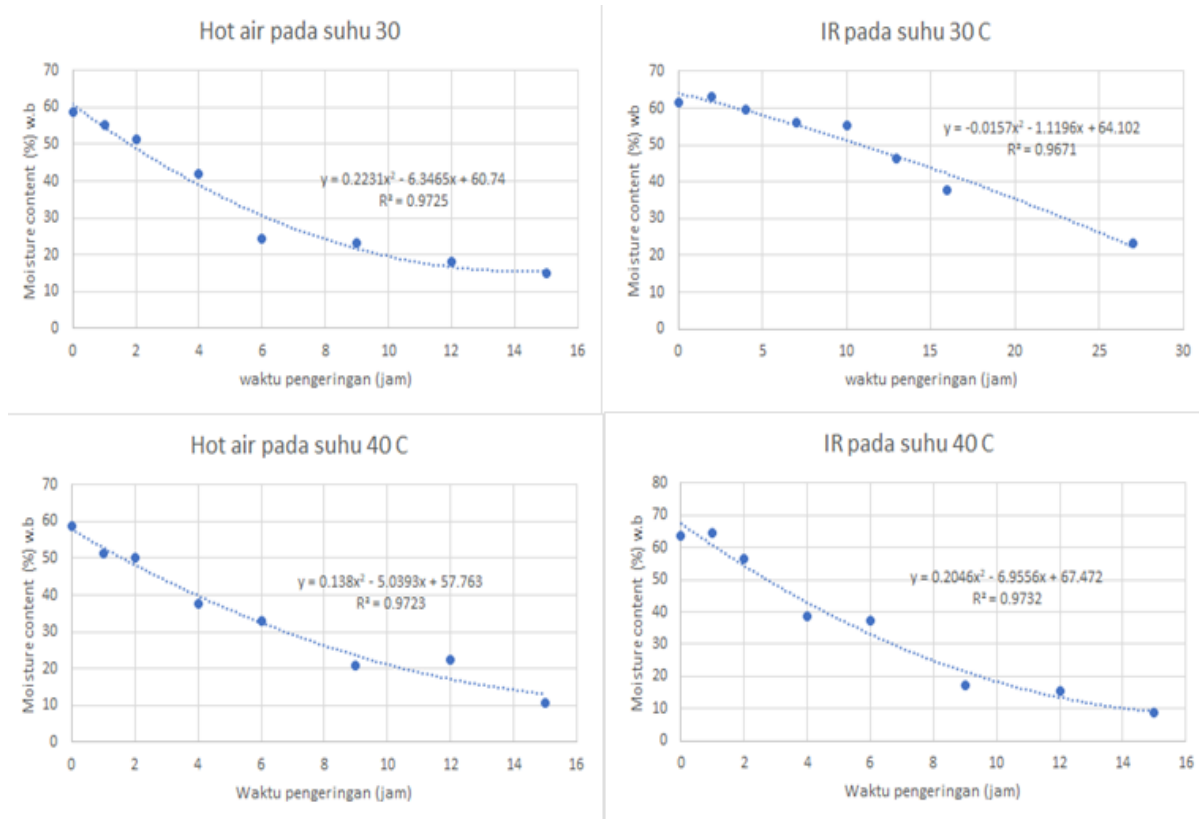 Hot air pada suhu 30
Moisture content (%) w.b
70
60
50
40
30
20
10
0
y = 0.2231x² - 6.3465x + 60.74
R² = 0.9725
0 2 4 6 8 10 12 14 16
waktu pengeringan (jam)
IR pada suhu 30 C
Moisture content (%) wb
70
60
50
40
30
20
10
0
y = -0.0157x² - 1.1196x + 64.102
R² = 0.9671
0 5 10 15 20 25 30
waktu pengeringan (jam)
Hot air pada suhu 40 C
Moisture content (%) w.b
70
60
50
40
30
20
10
0
y = 0.138x² - 5.0393x + 57.763
R² = 0.9723
0 2 4 6 8 10 12 14 16
Waktu pengeringan (jam)
IR pada suhu 40 C
Moisture content (%) w.b
80
70
60
50
40
30
20
10
0
y = 0.2046x² - 6.9556x + 67.472
R² = 0.9732
0 2 4 6 8 10 12 14 16
Waktu pengeringan (jam)